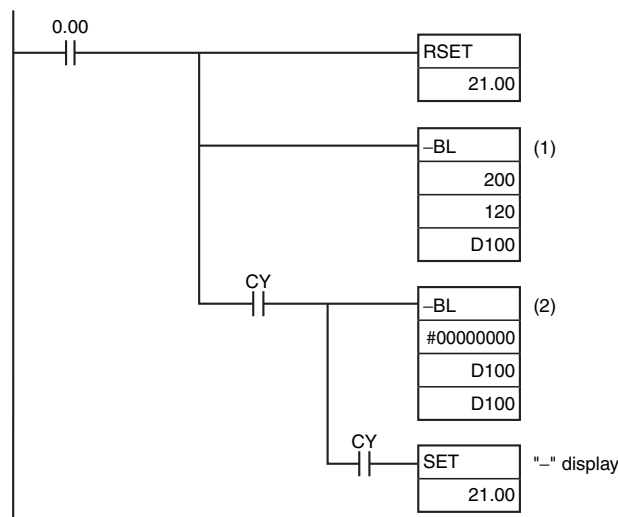 0.00
RSET
21.00
–BL (1)
200
120
D100
CY
–BL (2)
#00000000
D100
D100
CY
SET "–" display
21.00